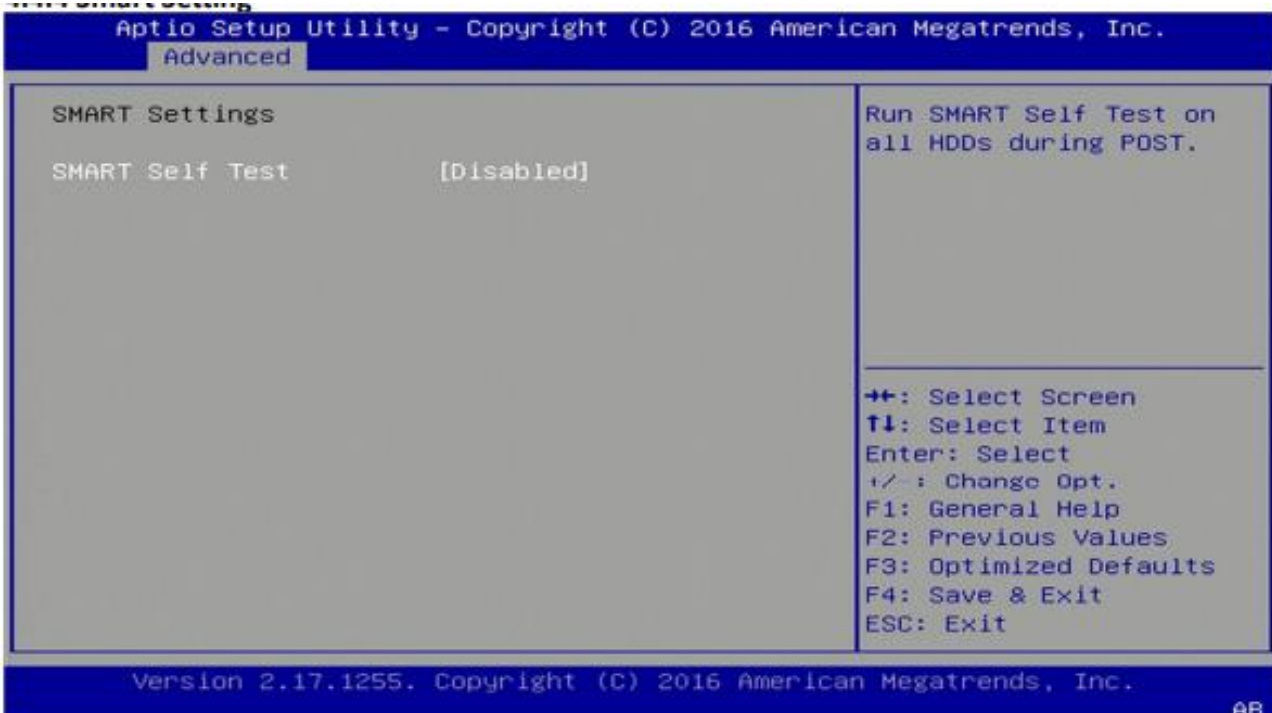 Smart Setting
Aptio Setup Utility – Copyright (C) 2016 American Megatrends, Inc.
Advanced
SMART Settings
SMART Self Test [Disabled]
Run SMART Self Test on
all HDDs during POST.
→←: Select Screen
↑↓: Select Item
Enter: Select
+/-: Change Opt.
F1: General Help
F2: Previous Values
F3: Optimized Defaults
F4: Save & Exit
ESC: Exit
Version 2.17.1255. Copyright (C) 2016 American Megatrends, Inc.
AB